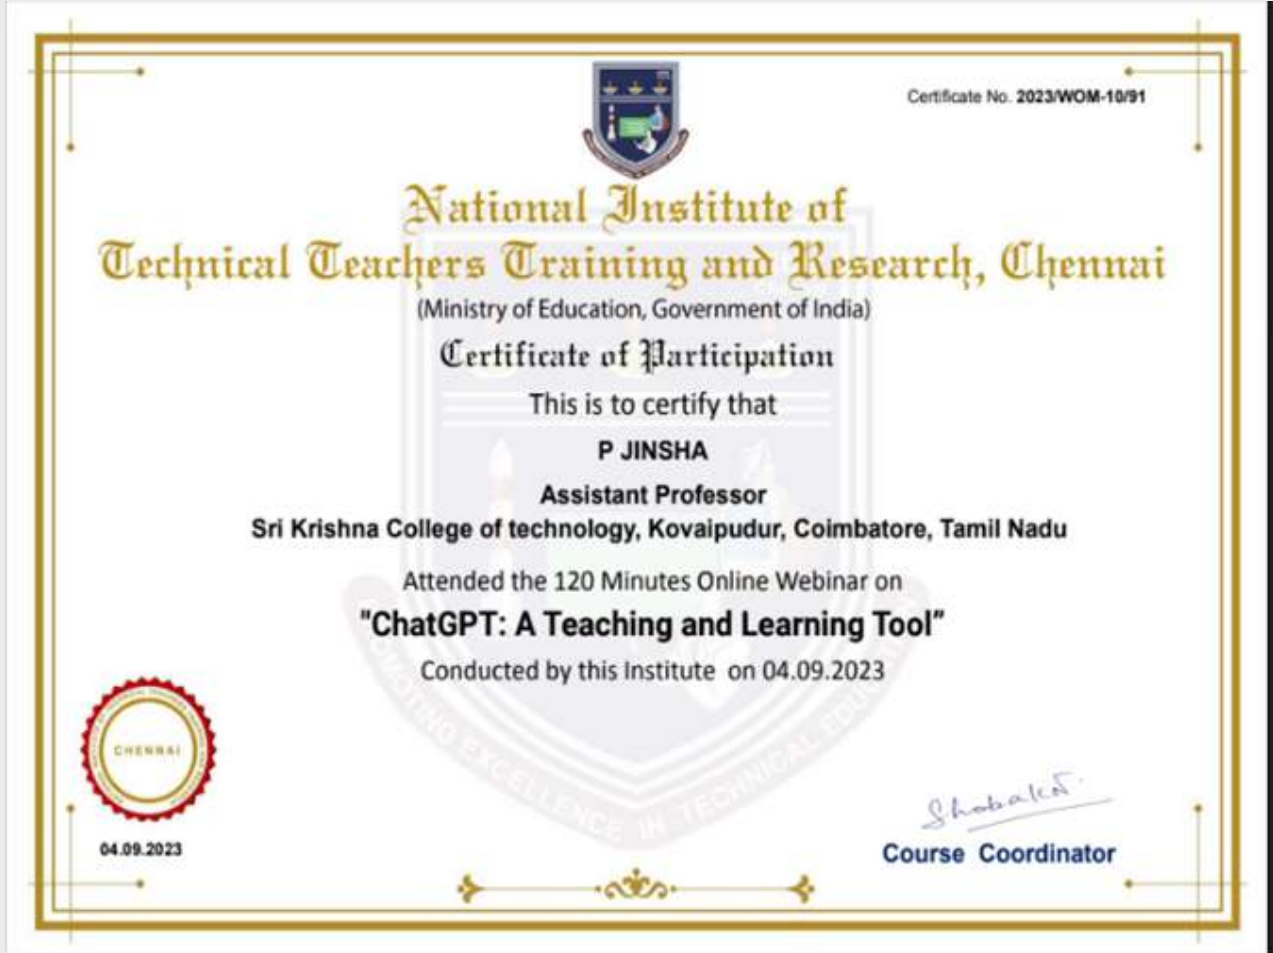 Certificate No. 2023/WOM-10/91
National Institute of
Technical Teachers Training and Research, Chennai
(Ministry of Education, Government of India)
Certificate of Participation
This is to certify that
P JINSHA
Assistant Professor
Sri Krishna College of technology, Kovaipudur, Coimbatore, Tamil Nadu
Attended the 120 Minutes Online Webinar on
"ChatGPT: A Teaching and Learning Tool”
Conducted by this Institute on 04.09.2023
CHENNAI
04.09.2023
Course Coordinator
EXCELLENCE IN TECHNICAL